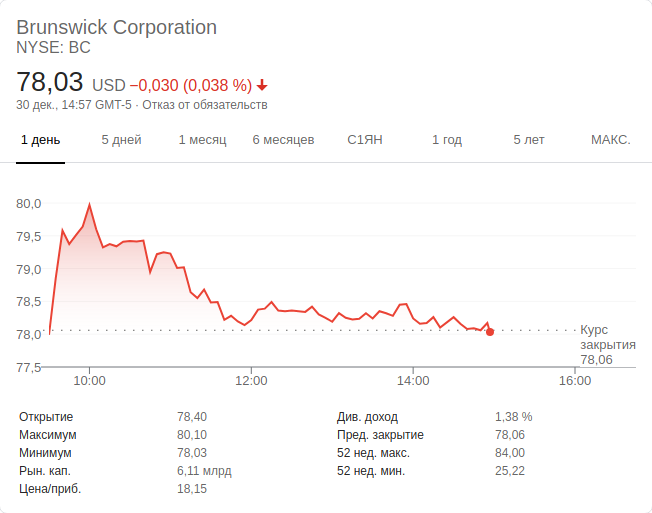 Brunswick Corporation
NYSE: BC
78,03 USD −0,030 (0,038 %)
30 дек., 14:57 GMT-5 · Отказ от обязательств
1 день 5 дней 1 месяц 6 месяцев С1ЯН 1 год 5 лет МАКС.
80,0
79,5
79,0
78,5
78,0
77,5
Курс
закрытия
78,06
10:00 12:00 14:00 16:00
Открытие 78,40 Див. доход 1,38 %
Максимум 80,10 Пред. закрытие 78,06
Минимум 78,03 52 нед. макс. 84,00
Рын. кап. 6,11 млрд 52 нед. мин. 25,22
Цена/приб. 18,15